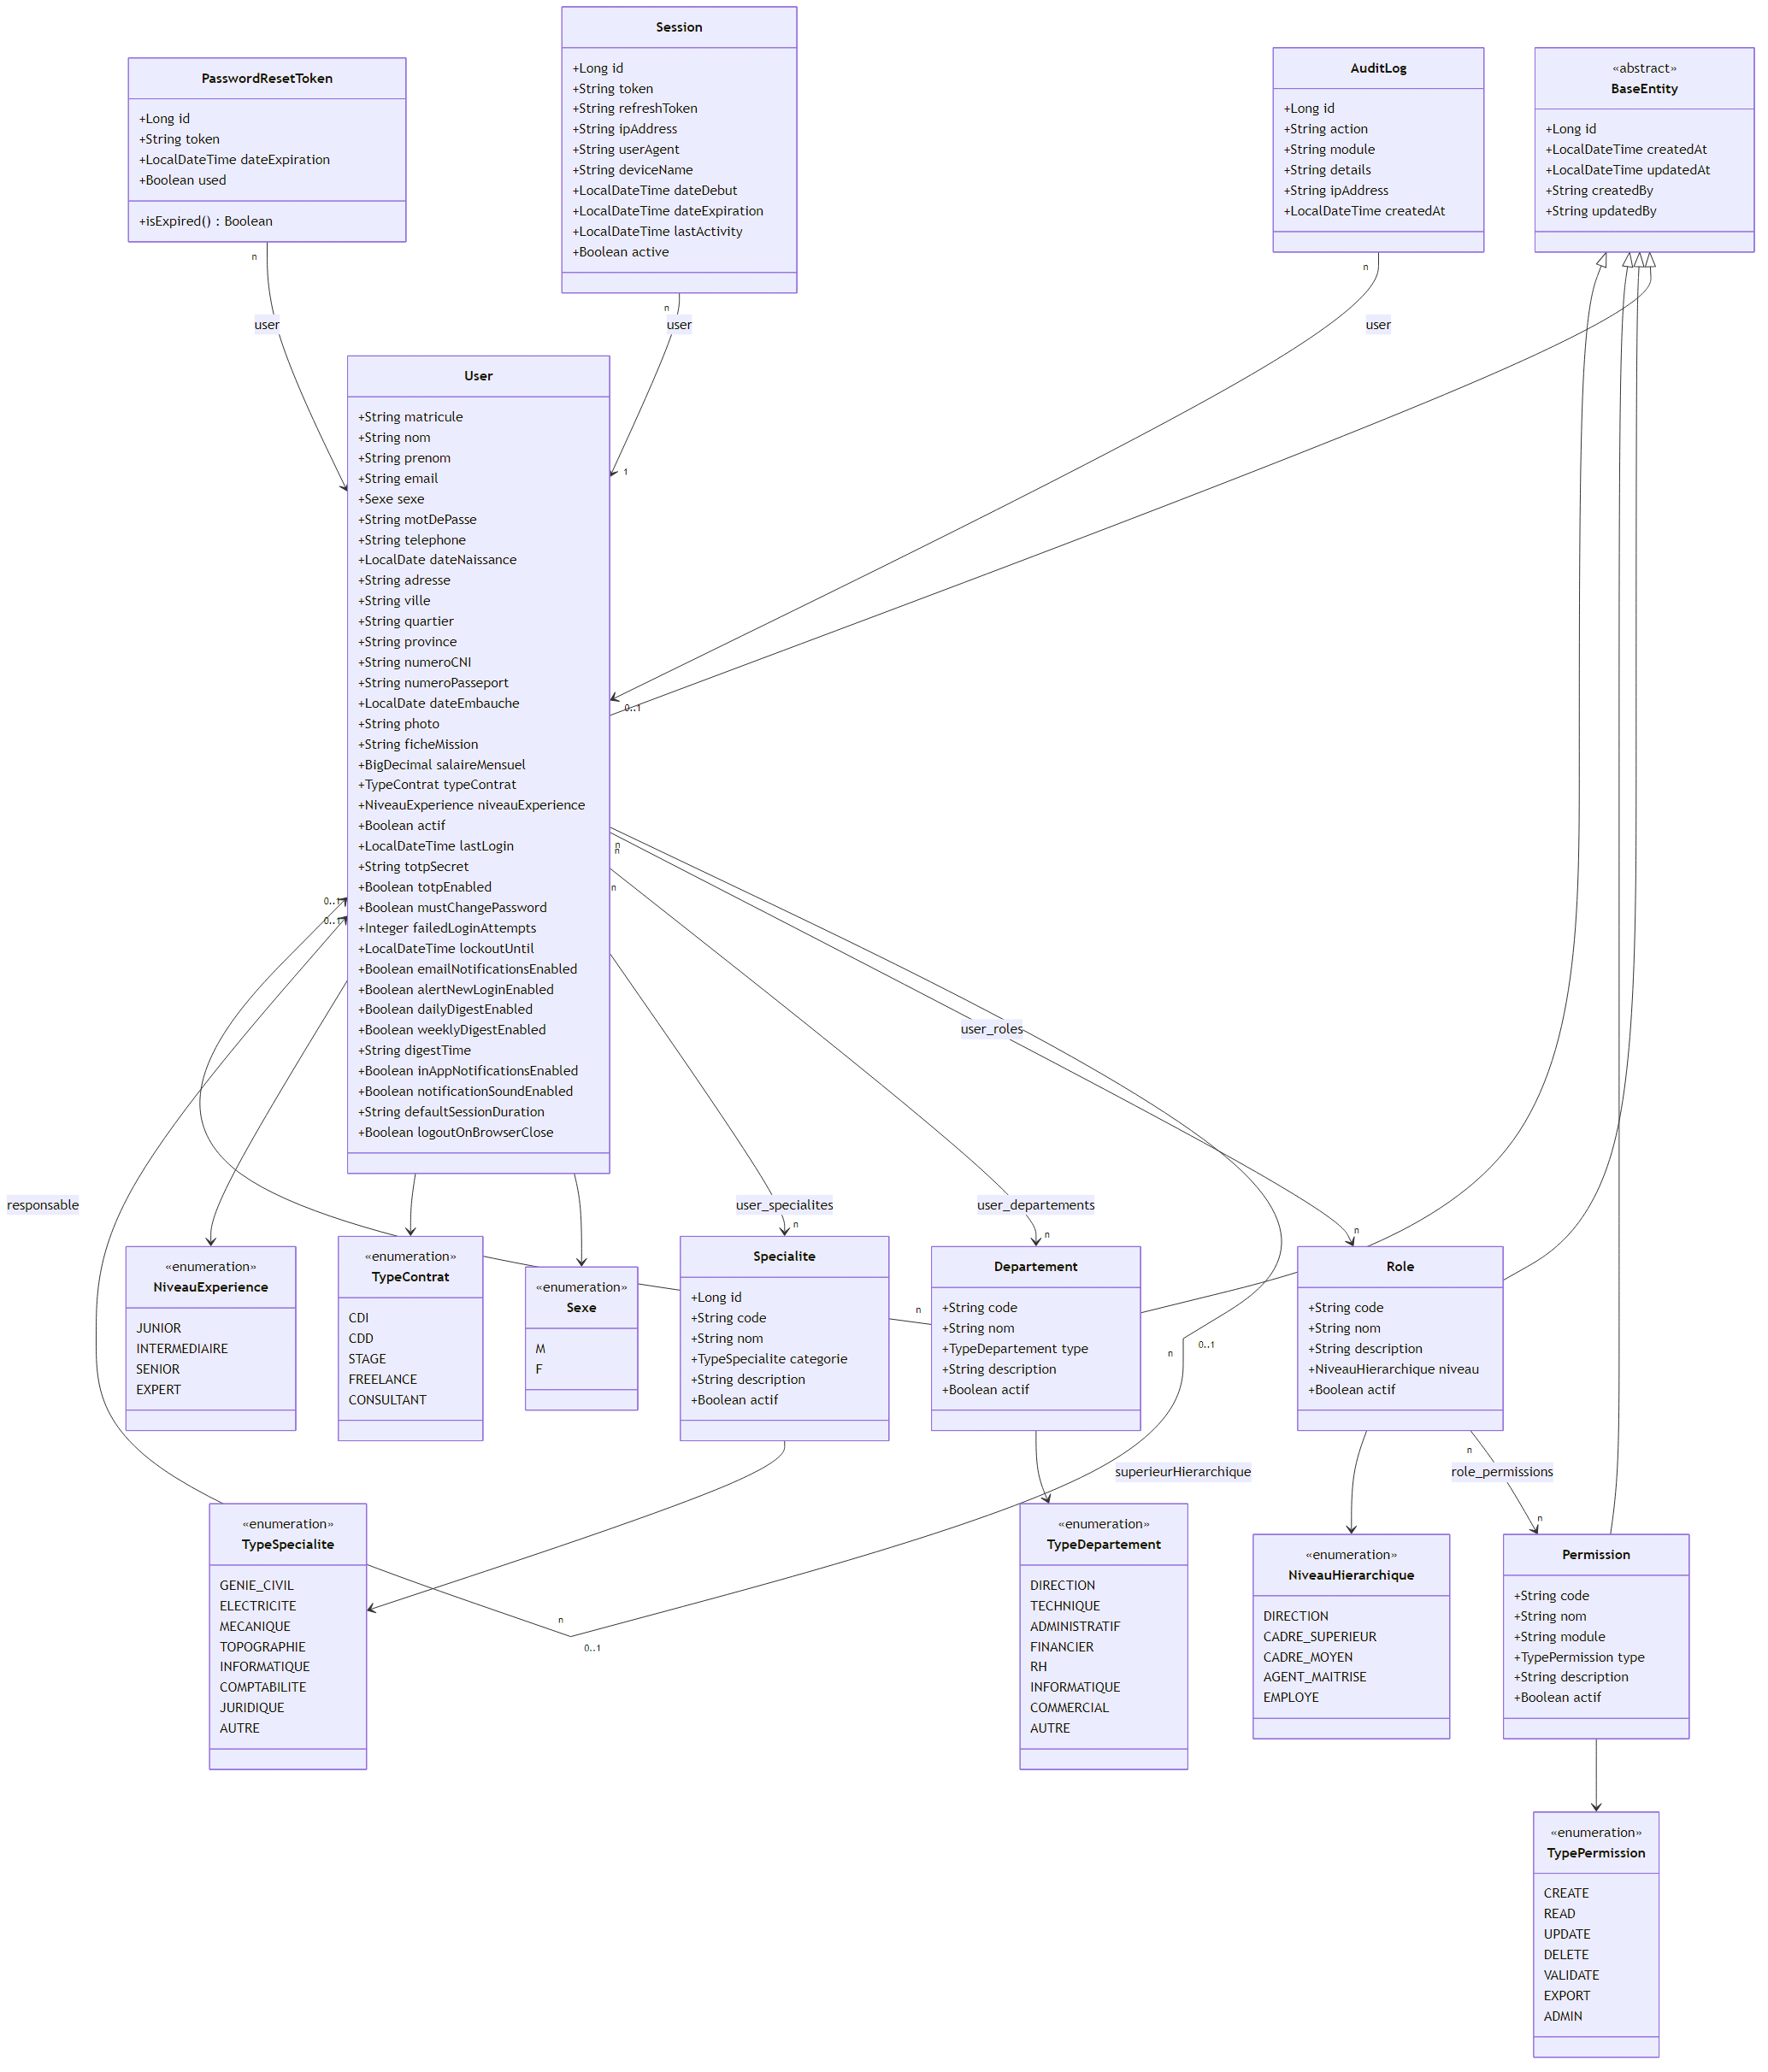 PasswordResetToken
+Long id
+String token
+LocalDateTime dateExpiration
+Boolean used
+isExpired() : Boolean
Session
+Long id
+String token
+String refreshToken
+String ipAddress
+String userAgent
+String deviceName
+LocalDateTime dateDebut
+LocalDateTime dateExpiration
+LocalDateTime lastActivity
+Boolean active
AuditLog
+Long id
+String action
+String module
+String details
+String ipAddress
+LocalDateTime createdAt
«abstract»
BaseEntity
+Long id
+LocalDateTime createdAt
+LocalDateTime updatedAt
+String createdBy
+String updatedBy
n
n
n
user
user
user
User
+String matricule
+String nom
+String prenom
+String email
+Sexe sexe
+String motDePasse
+String telephone
+LocalDate dateNaissance
+String adresse
+String ville
+String quartier
+String province
+String numeroCNI
+String numeroPasseport
+LocalDate dateEmbauche
+String photo
+String ficheMission
+BigDecimal salaireMensuel
+TypeContrat typeContrat
+NiveauExperience niveauExperience
+Boolean actif
+LocalDateTime lastLogin
+String totpSecret
+Boolean totpEnabled
+Boolean mustChangePassword
+Integer failedLoginAttempts
+LocalDateTime lockoutUntil
+Boolean emailNotificationsEnabled
+Boolean alertNewLoginEnabled
+Boolean dailyDigestEnabled
+Boolean weeklyDigestEnabled
+String digestTime
+Boolean inAppNotificationsEnabled
+Boolean notificationSoundEnabled
+String defaultSessionDuration
+Boolean logoutOnBrowserClose
1
0..1
n
n
n
0..1
0..1
user_roles
responsable
user_specialites
user_departements
n
n
n
«enumeration»
NiveauExperience
JUNIOR
INTERMEDIAIRE
SENIOR
EXPERT
«enumeration»
TypeContrat
CDI
CDD
STAGE
FREELANCE
CONSULTANT
«enumeration»
Sexe
M
F
Specialite
+Long id
+String code
+String nom
+TypeSpecialite categorie
+String description
+Boolean actif
n
Departement
+String code
+String nom
+TypeDepartement type
+String description
+Boolean actif
n
0..1
Role
+String code
+String nom
+String description
+NiveauHierarchique niveau
+Boolean actif
n
superieurHierarchique
role_permissions
n
«enumeration»
TypeSpecialite
GENIE_CIVIL
ELECTRICITE
MECANIQUE
TOPOGRAPHIE
INFORMATIQUE
COMPTABILITE
JURIDIQUE
AUTRE
n
0..1
«enumeration»
TypeDepartement
DIRECTION
TECHNIQUE
ADMINISTRATIF
FINANCIER
RH
INFORMATIQUE
COMMERCIAL
AUTRE
«enumeration»
NiveauHierarchique
DIRECTION
CADRE_SUPERIEUR
CADRE_MOYEN
AGENT_MAITRISE
EMPLOYE
Permission
+String code
+String nom
+String module
+TypePermission type
+String description
+Boolean actif
«enumeration»
TypePermission
CREATE
READ
UPDATE
DELETE
VALIDATE
EXPORT
ADMIN